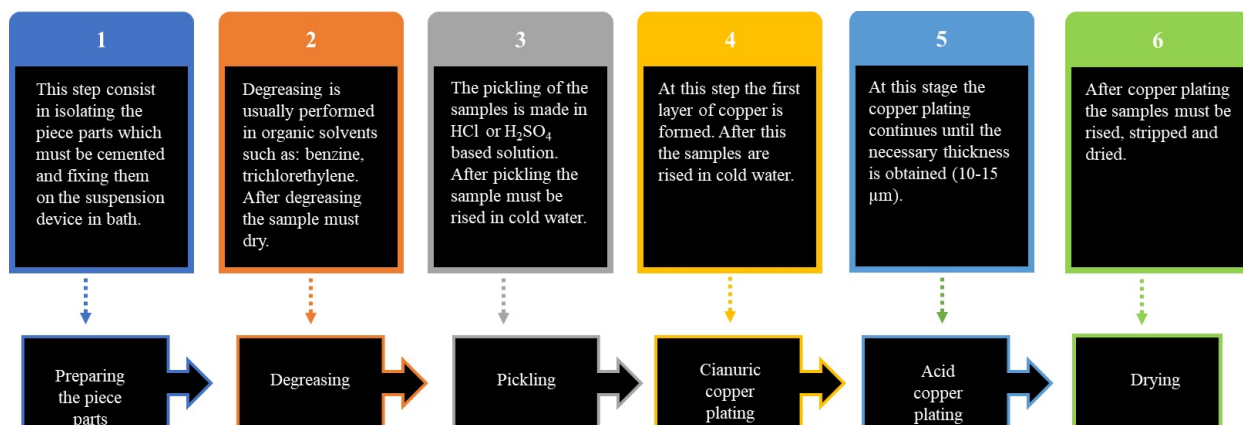 1
This step consist
in isolating the
piece parts which
must be cemented
and fixing them
on the suspension
device in bath.
2
Degreasing is
usually performed
in organic solvents
such as: benzine,
trichlorethylene.
After degreasing
the sample must
dry.
3
The pickling of the
samples is made in
HCl or H₂SO₄
based solution.
After pickling the
sample must be
rised in cold water.
4
At this step the first
layer of copper is
formed. After this
the samples are
rised in cold water.
5
At this stage the
copper plating
continues until the
necessary thickness
is obtained (10-15
μm).
6
After copper plating
the samples must be
rised, stripped and
dried.
Preparing
the piece
parts
Degreasing
Pickling
Cianuric
copper
plating
Acid
copper
plating
Drying